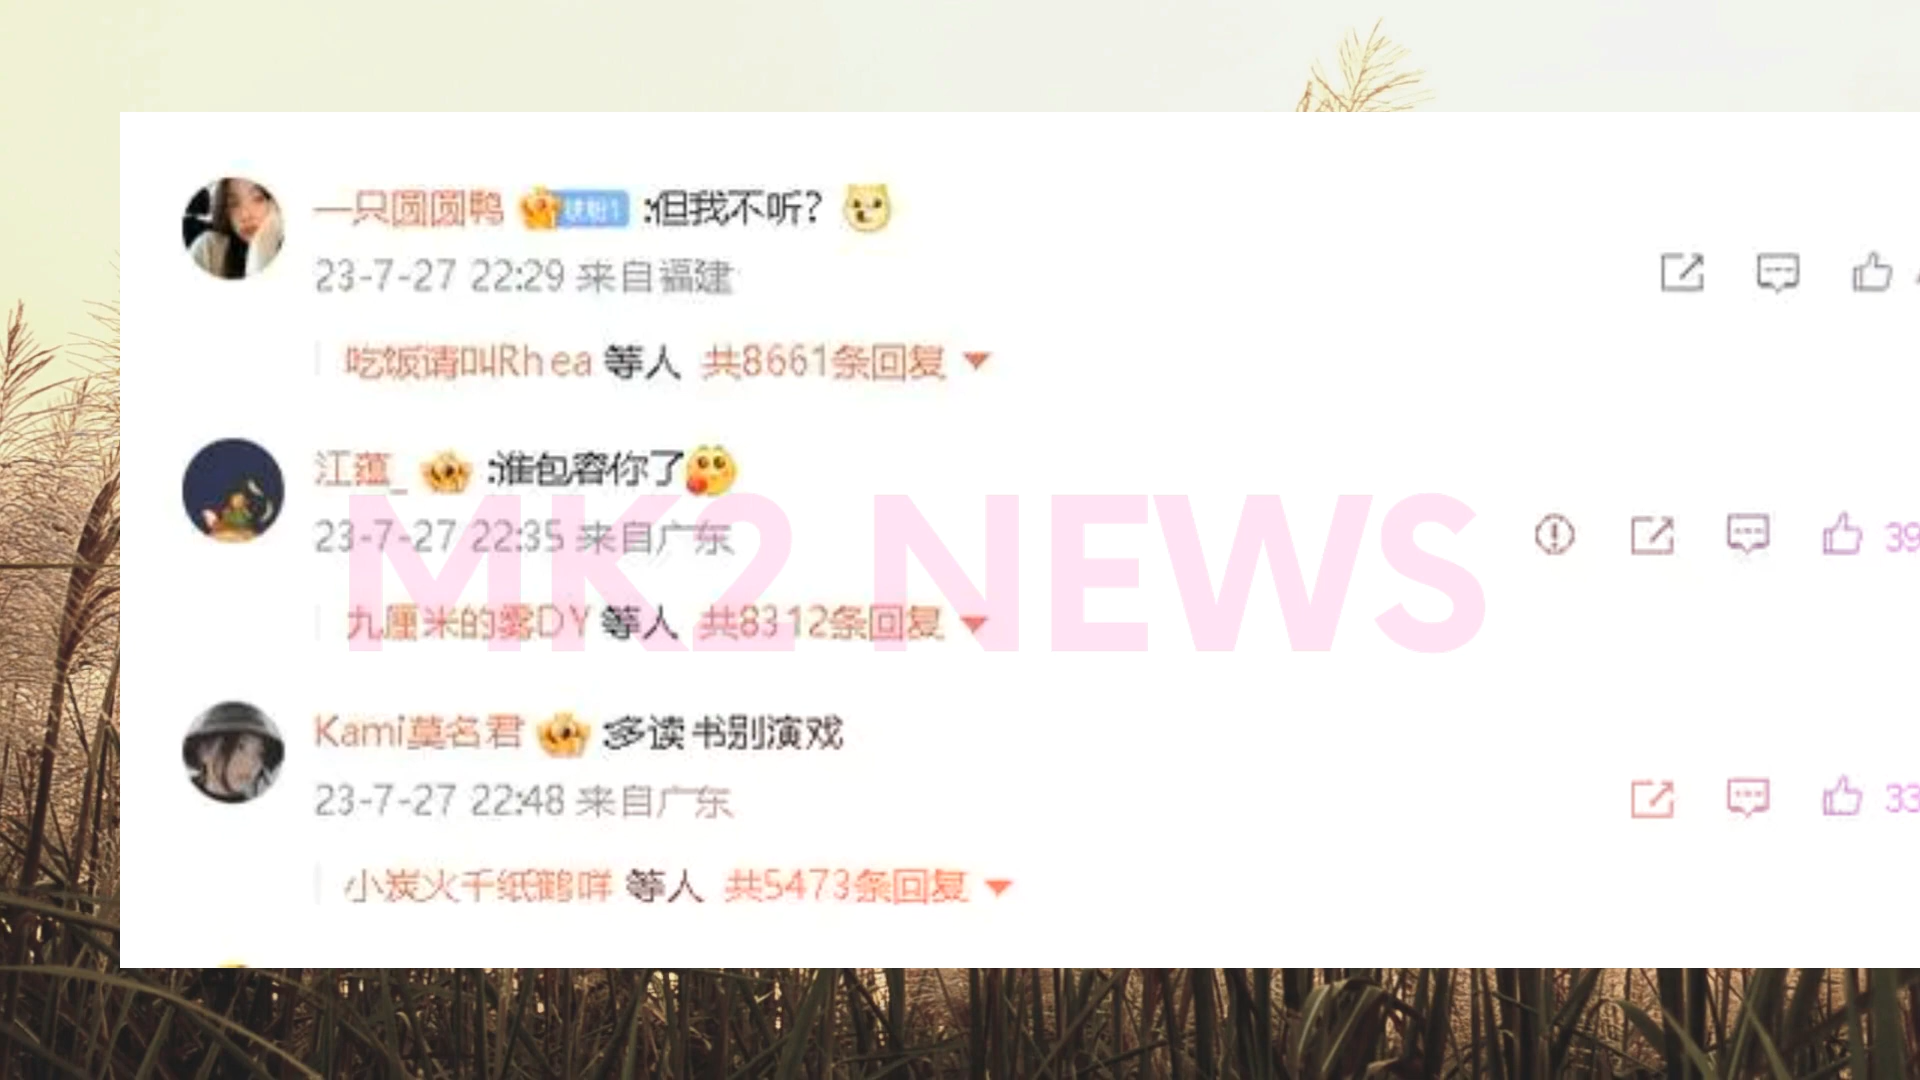 一只圆圆鸭 铁粉1 :但我不听?
23-7-27 22:29 来自福建
吃饭请叫Rhea 等人 共8661条回复
江蕴_ :谁包容你了
23-7-27 22:35 来自广东
39
MK2 NEWS
九厘米的雾DY 等人 共8312条回复
Kami莫名君 :多读书别演戏
23-7-27 22:48 来自广东
33
小炭火千纸鹤咩 等人 共5473条回复